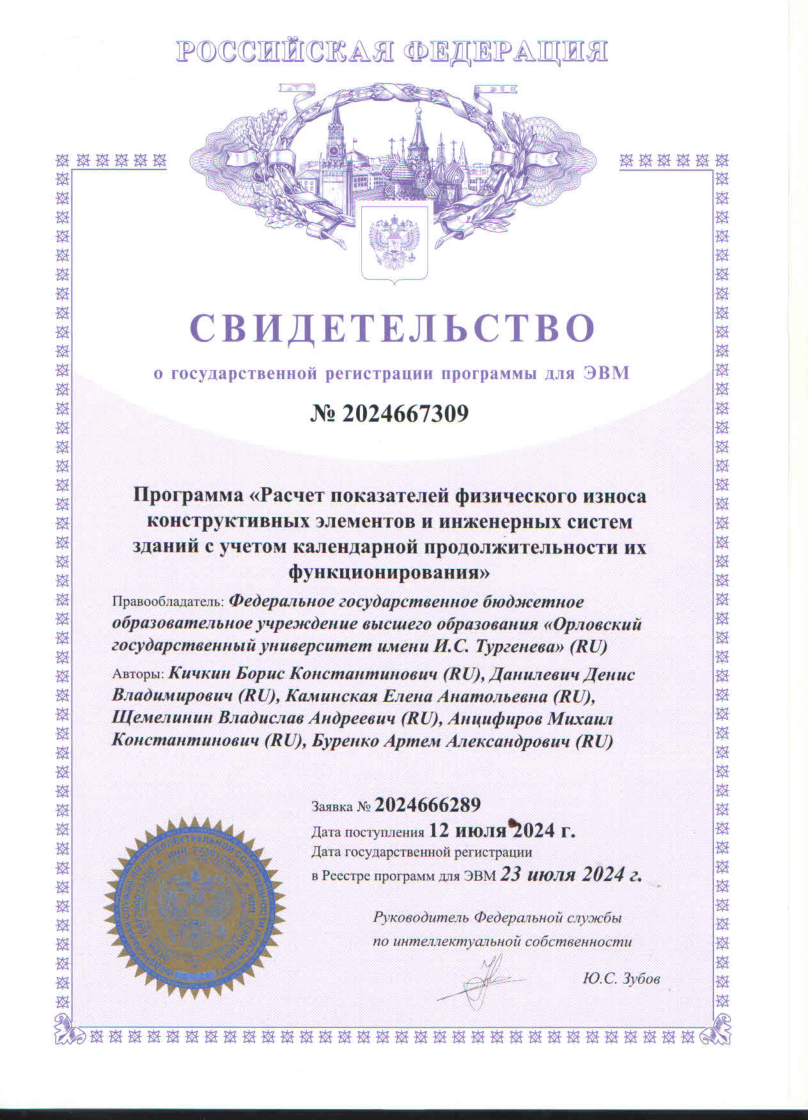 РОССИЙСКАЯ ФЕДЕРАЦИЯ
СВИДЕТЕЛЬСТВО
о государственной регистрации программы для ЭВМ
№ 2024667309
Программа «Расчет показателей физического износа
конструктивных элементов и инженерных систем
зданий с учетом календарной продолжительности их
функционирования»
Правообладатель: Федеральное государственное бюджетное
образовательное учреждение высшего образования «Орловский
государственный университет имени И.С. Тургенева» (RU)
Авторы: Кичкин Борис Константинович (RU), Данилевич Денис
Владимирович (RU), Каминская Елена Анатольевна (RU),
Щемелинин Владислав Андреевич (RU), Анцифиров Михаил
Константинович (RU), Буренко Артем Александрович (RU)
Заявка № 2024666289
Дата поступления 12 июля 2024 г.
Дата государственной регистрации
в Реестре программ для ЭВМ 23 июля 2024 г.
Руководитель Федеральной службы
по интеллектуальной собственности
Ю.С. Зубов